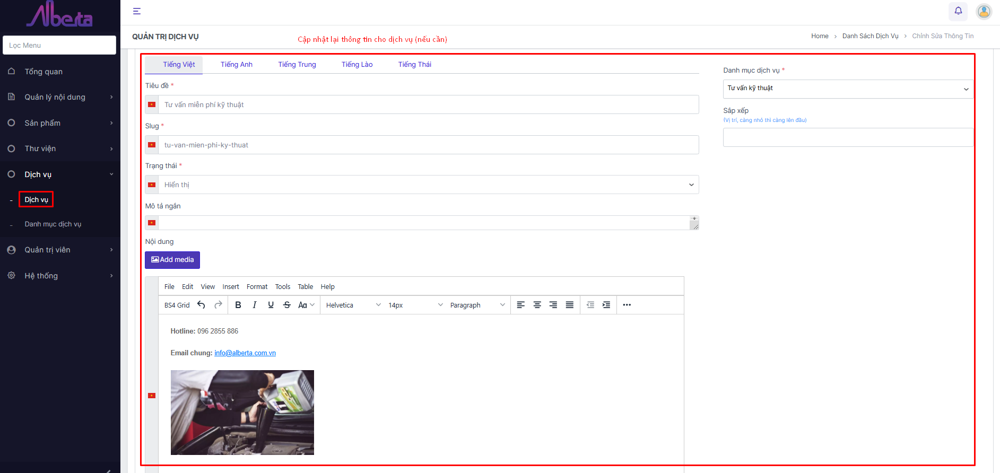 Alberta
Lọc Menu
Tổng quan
Quản lý nội dung
Sản phẩm
Thư viện
Dịch vụ
- Dịch vụ
- Danh mục dịch vụ
Quản trị viên
Hệ thống
QUẢN TRỊ DỊCH VỤ
Cập nhật lại thông tin cho dịch vụ (nếu cần)
Home > Danh Sách Dịch Vụ > Chỉnh Sửa Thông Tin
Tiếng Việt Tiếng Anh Tiếng Trung Tiếng Lào Tiếng Thái
Tiêu đề *
Tư vấn miễn phí kỹ thuật
Slug *
tu-van-mien-phi-ky-thuat
Trạng thái *
Hiển thị
Mô tả ngắn
Nội dung
Add media
File Edit View Insert Format Tools Table Help
BS4 Grid B I U S Aa Helvetica 14px Paragraph
Hotline: 096 2855 886
Email chung: info@alberta.com.vn
Danh mục dịch vụ *
Tư vấn kỹ thuật
Sắp xếp
(Vị trí, càng nhỏ thì càng lên đầu)